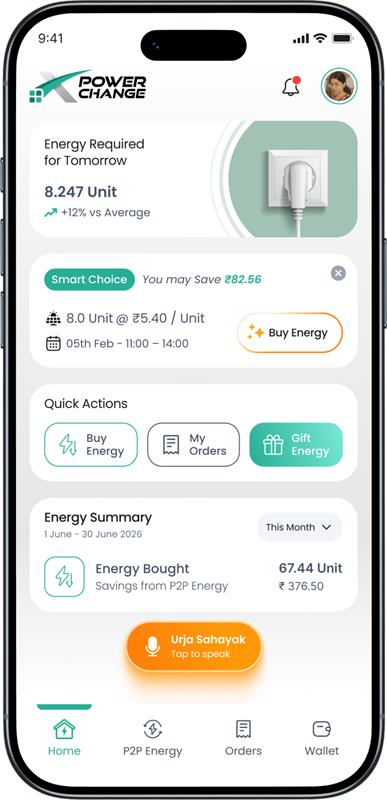 9:41
X POWER
CHANGE
Energy Required
for Tomorrow
8.247 Unit
+12% vs Average
Smart Choice You may Save ₹82.56
8.0 Unit @ ₹5.40 / Unit
05th Feb - 11:00 – 14:00
Buy Energy
Quick Actions
Buy
Energy
My
Orders
Gift
Energy
Energy Summary
1 June - 30 June 2026
This Month
Energy Bought
67.44 Unit
Savings from P2P Energy
₹ 376.50
Urja Sahayak
Tap to speak
Home
P2P Energy
Orders
Wallet